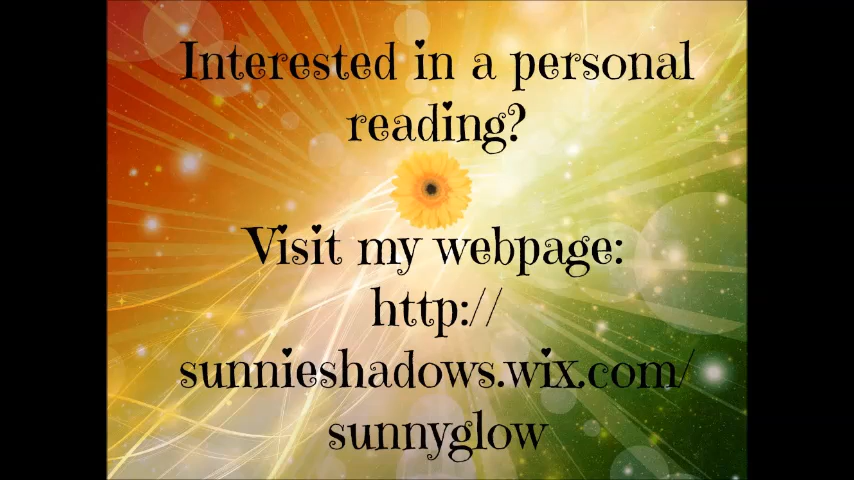 Interested in a personal
reading?
Visit my webpage:
http://
sunnieshadows.wix.com/
sunnyglow